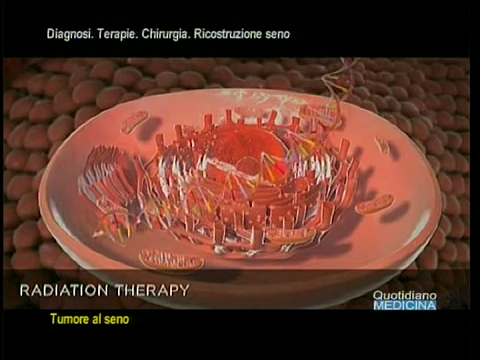 Diagnosi. Terapie. Chirurgia. Ricostruzione seno
RADIATION THERAPY
Quotidiano
MEDICINA
Tumore al seno